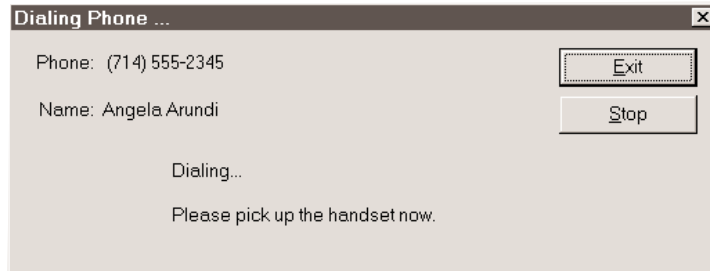 Dialing Phone ...
Phone: (714) 555-2345
Exit
Name: Angela Arundi
Stop
Dialing...
Please pick up the handset now.